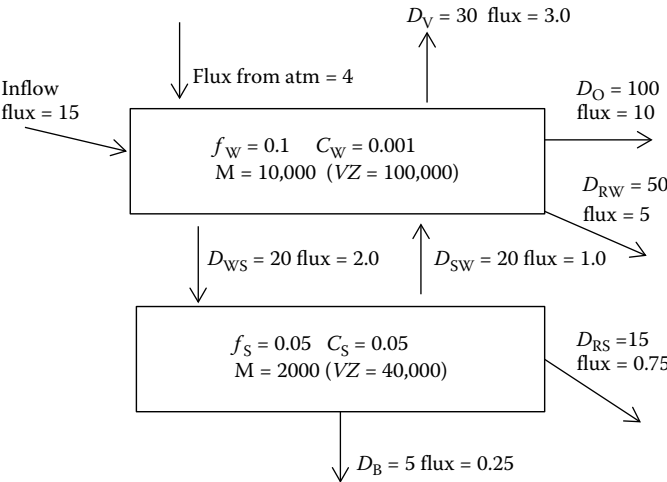 D_V = 30 flux = 3.0
Flux from atm = 4
Inflow
flux = 15
D_O = 100
flux = 10
f_W = 0.1 C_W = 0.001
M = 10,000 (VZ = 100,000)
D_RW = 50
flux = 5
D_WS = 20 flux = 2.0
D_SW = 20 flux = 1.0
f_S = 0.05 C_S = 0.05
M = 2000 (VZ = 40,000)
D_RS =15
flux = 0.75
D_B = 5 flux = 0.25